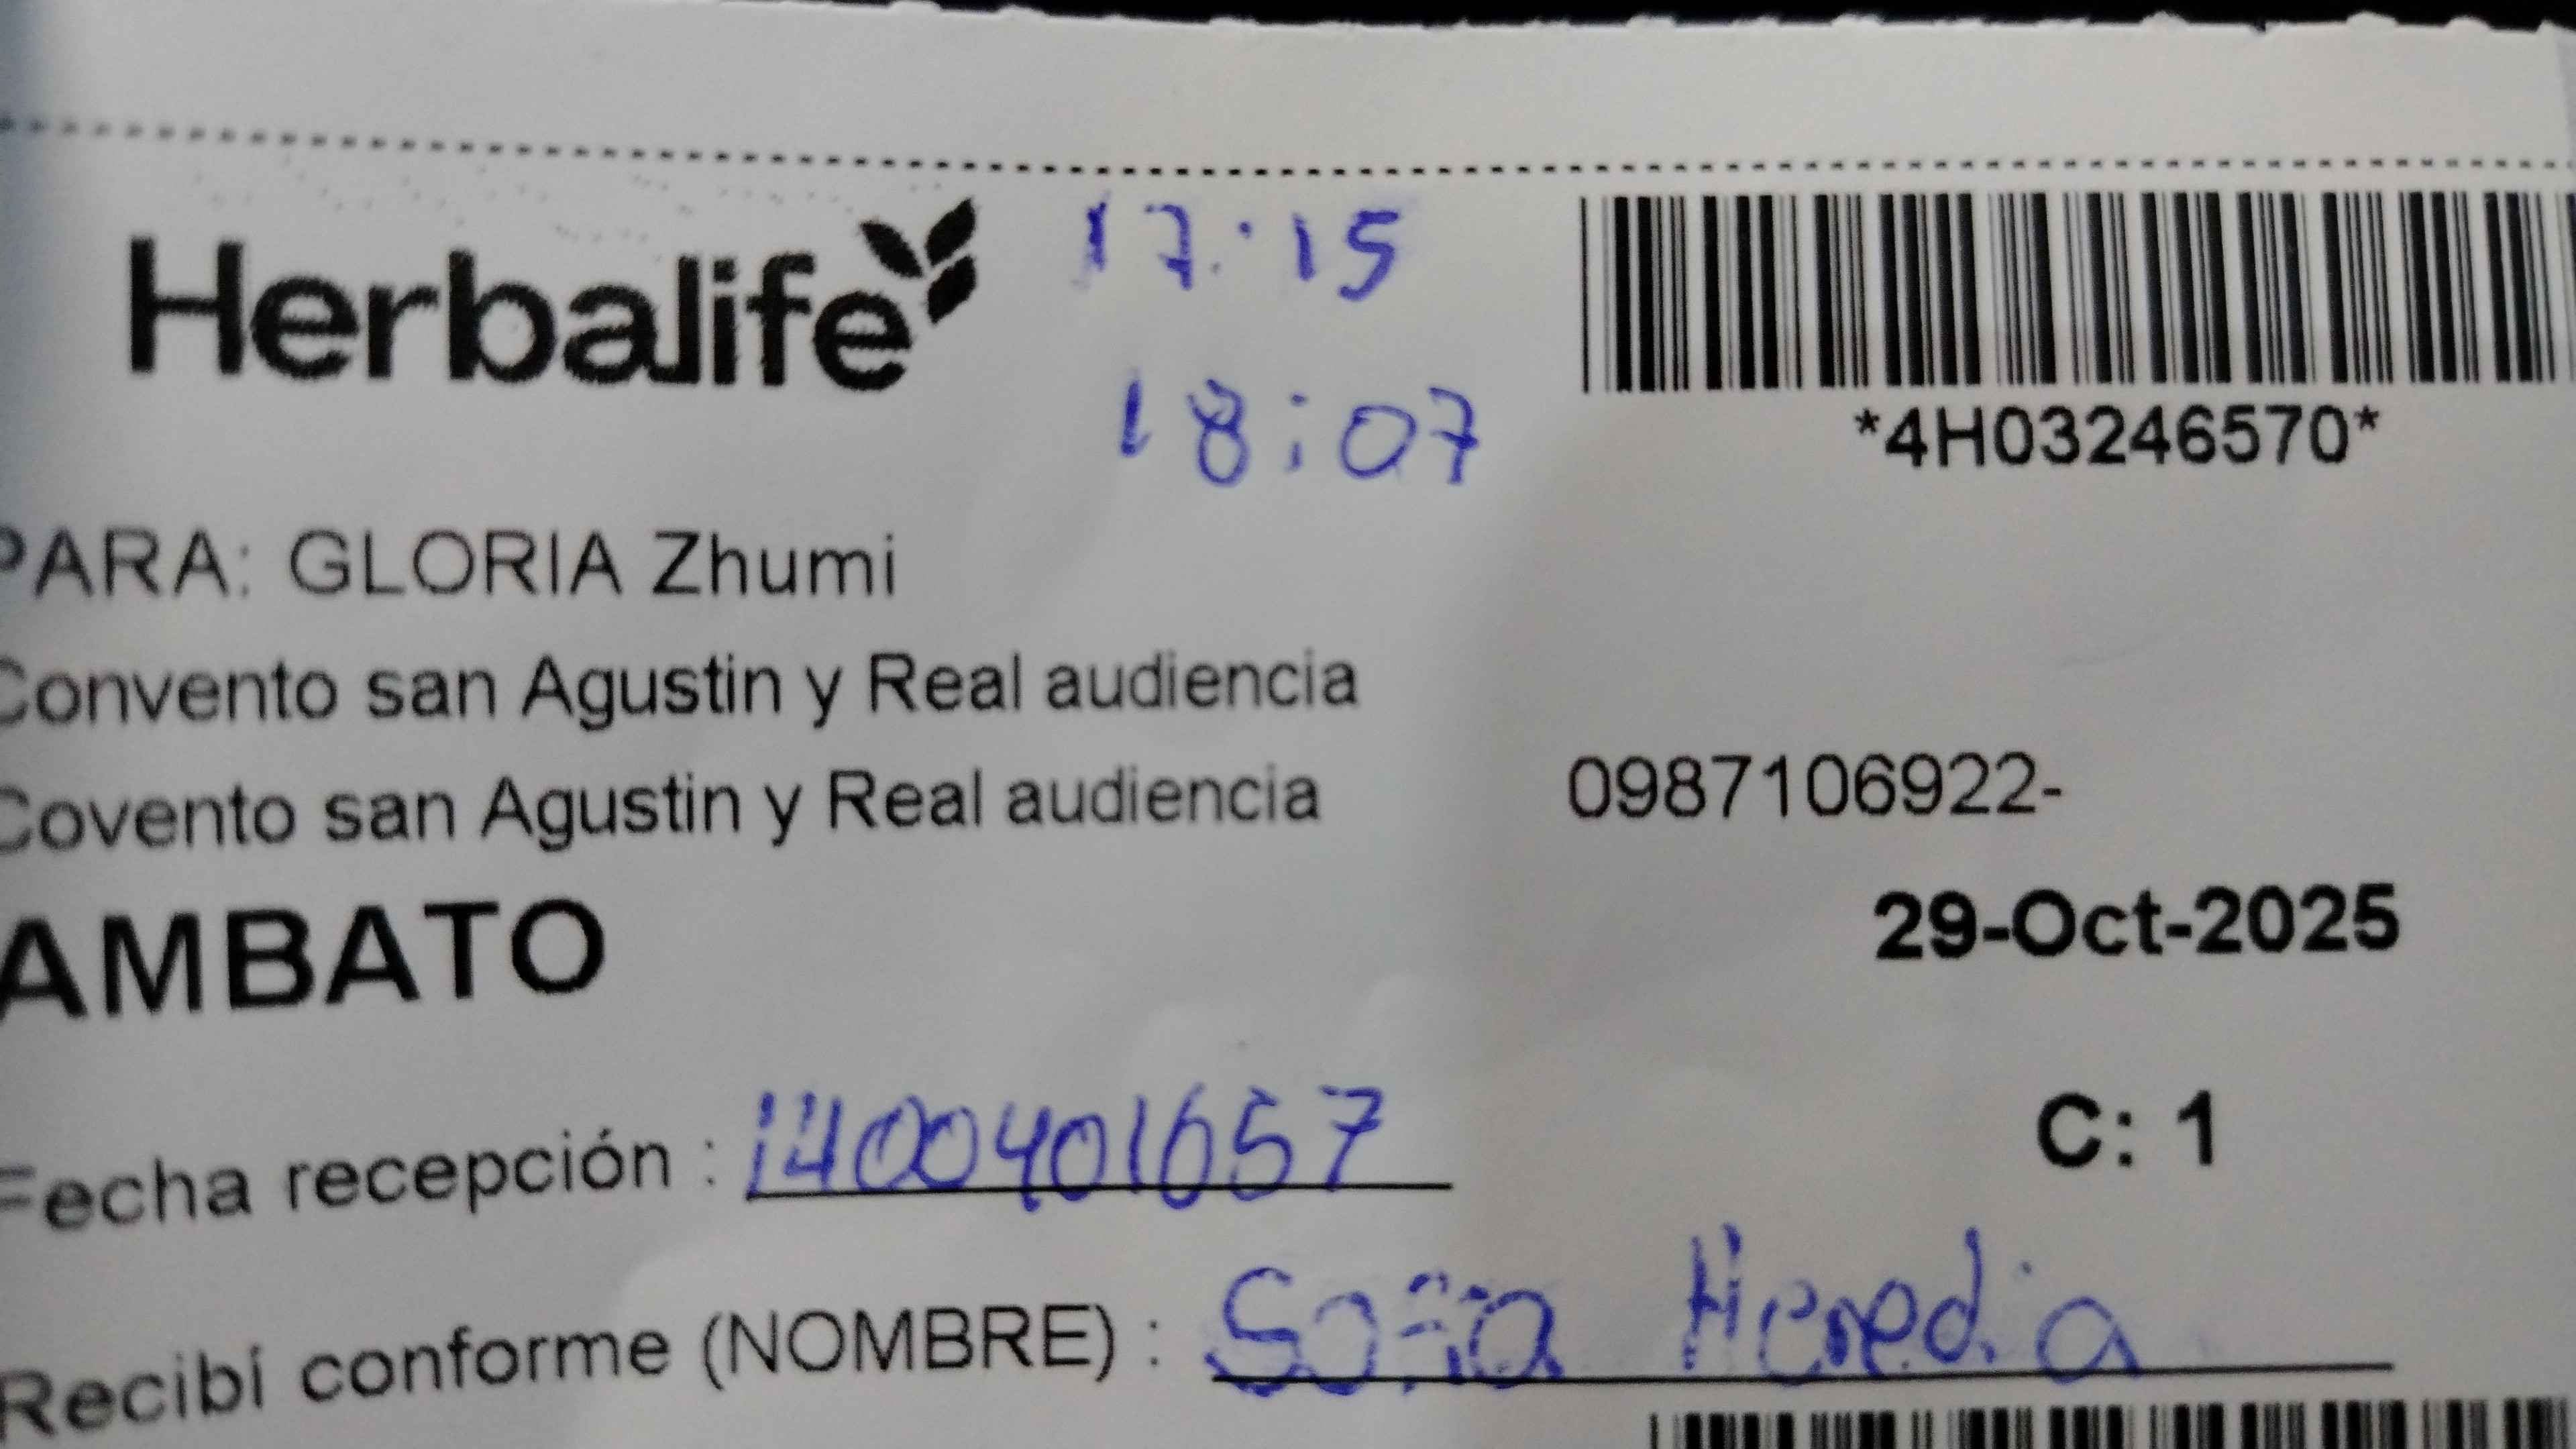 Herbalife
17:15
18:07
*4H03246570*
PARA: GLORIA Zhumi
Convento san Agustin y Real audiencia
Covento san Agustin y Real audiencia
0987106922-
AMBATO
29-Oct-2025
C: 1
Fecha recepción : 1400401657
Recibí conforme (NOMBRE) : Sofia Heredia